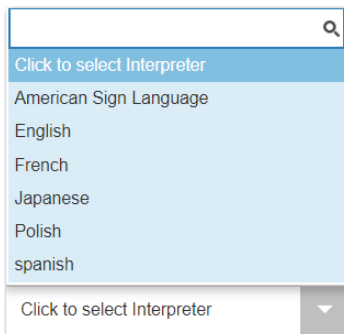 Click to select Interpreter
American Sign Language
English
French
Japanese
Polish
spanish
Click to select Interpreter